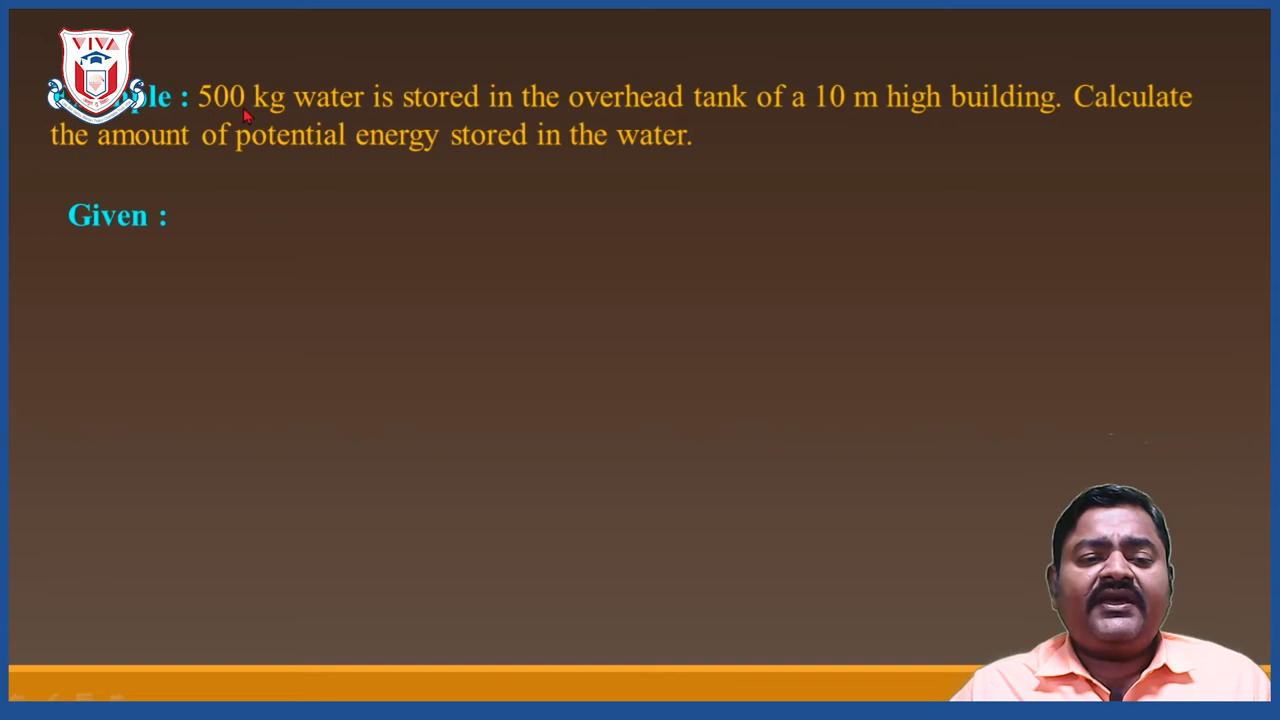 VIVA
ple : 500 kg water is stored in the overhead tank of a 10 m high building. Calculate
the amount of potential energy stored in the water.
Given :